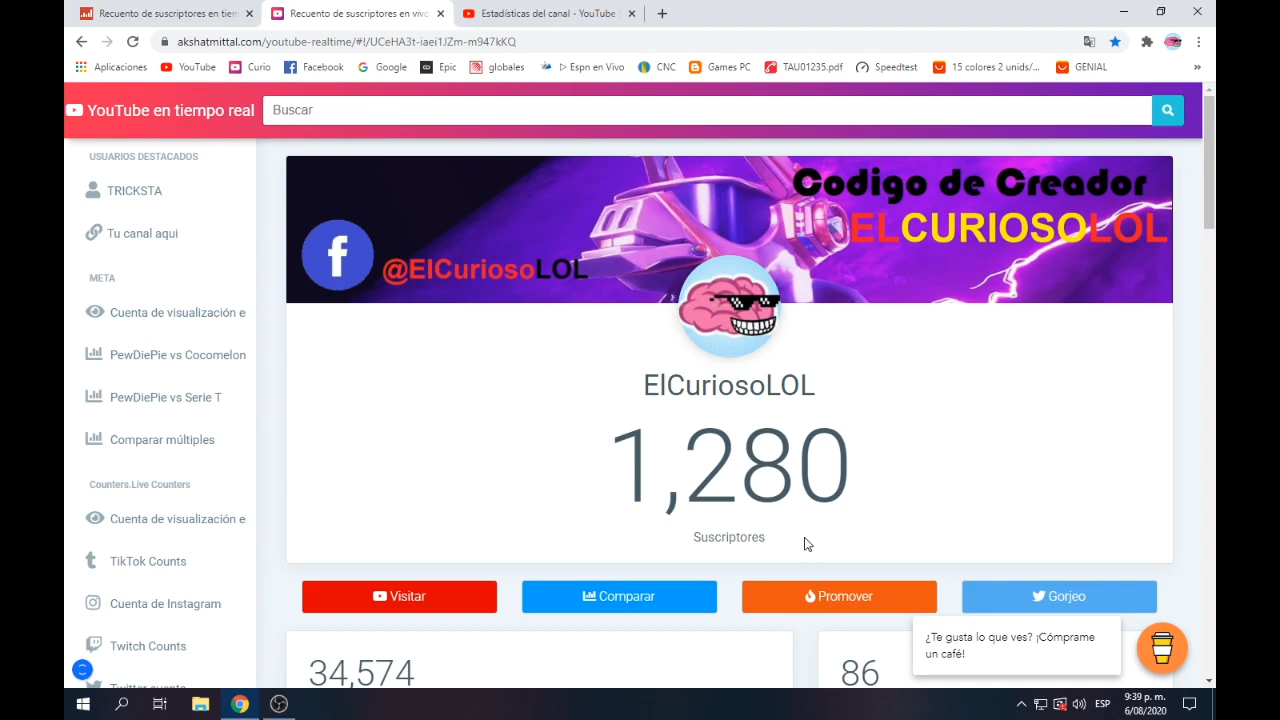 Recuento de suscriptores en tiem
Recuento de suscriptores en vivo
Estadísticas del canal - YouTube S
akshatmittal.com/youtube-realtime/#!/UCeHA3t-iaei1JZm-m947kKQ
Aplicaciones
YouTube
Curio
Facebook
Google
Epic
globales
▷ Espn en Vivo
CNC
Games PC
TAU01235.pdf
Speedtest
15 colores 2 unids/...
GENIAL
»
YouTube en tiempo real
Buscar
USUARIOS DESTACADOS
TRICKSTA
Tu canal aqui
META
Cuenta de visualización e
PewDiePie vs Cocomelon
PewDiePie vs Serie T
Comparar múltiples
Counters.Live Counters
Cuenta de visualización e
TikTok Counts
Cuenta de Instagram
Twitch Counts
Codigo de Creador
ELCURIOSOLOL
@ElCuriosoLOL
ElCuriosoLOL
1,280
Suscriptores
Visitar
Comparar
Promover
Gorjeo
34,574
86
¿Te gusta lo que ves? ¡Cómprame
un café!
ESP
9:39 p. m.
6/08/2020